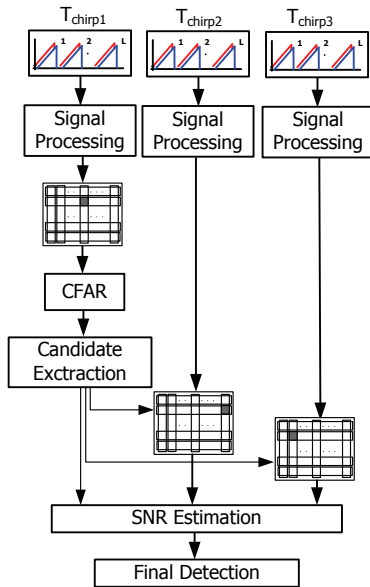 Tchirp1 Tchirp2 Tchirp3
1 2 . L 1 2 . L 1 2 . L
Signal Processing
Signal Processing
Signal Processing
CFAR
Candidate
Exctraction
SNR Estimation
Final Detection